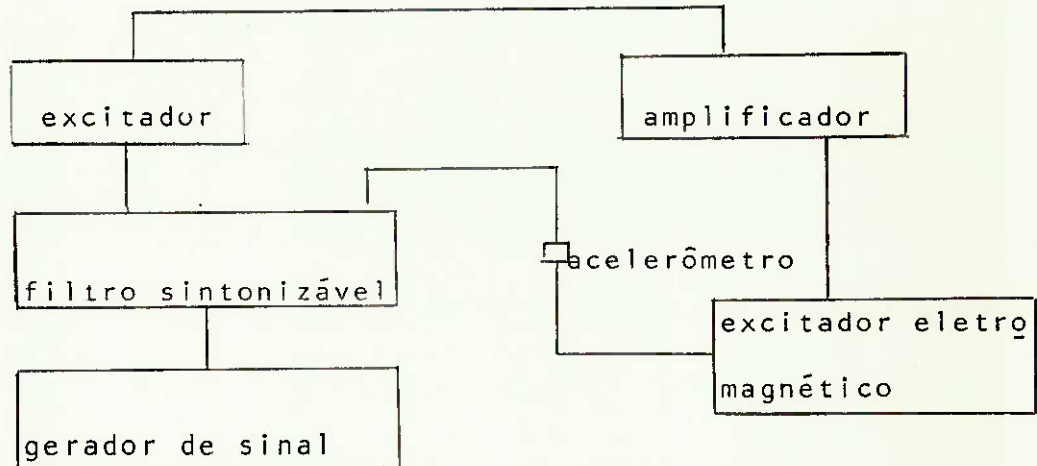 excitador
amplificador
acelerômetro
filtro sintonizável
excitador eletro
magnético
gerador de sinal